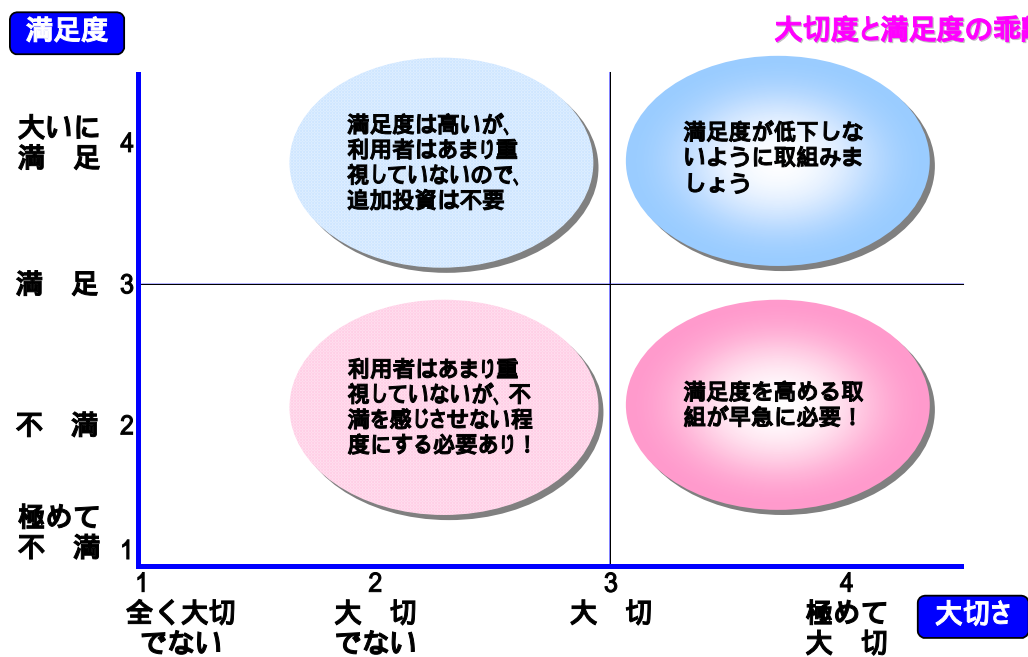 満足度
大切度と満足度の乖
大いに
満 足 4
満足度は高いが、
利用者はあまり重
視していないので、
追加投資は不要
満足度が低下しな
いように取組みま
しょう
満 足 3
利用者はあまり重
視していないが、不
満を感じさせない程
度にする必要あり！
満足度を高める取
組が早急に必要！
不 満 2
極めて
不 満 1
1 2 3 4
全く大切
でない
大 切
でない
大 切
極めて
大 切
大切さ